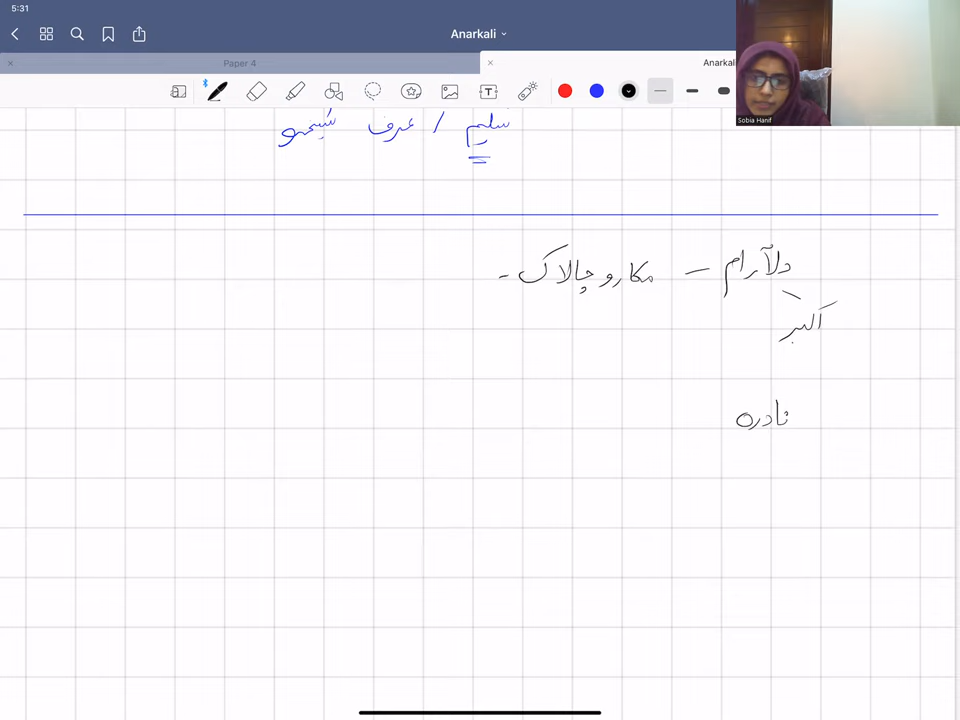 5:31
Anarkali
Paper 4
Anarkali
Sobia Hanif
سلیم / عرف شیخو
دلآرام – مکار و چالاک -
اکبر
نادرہ